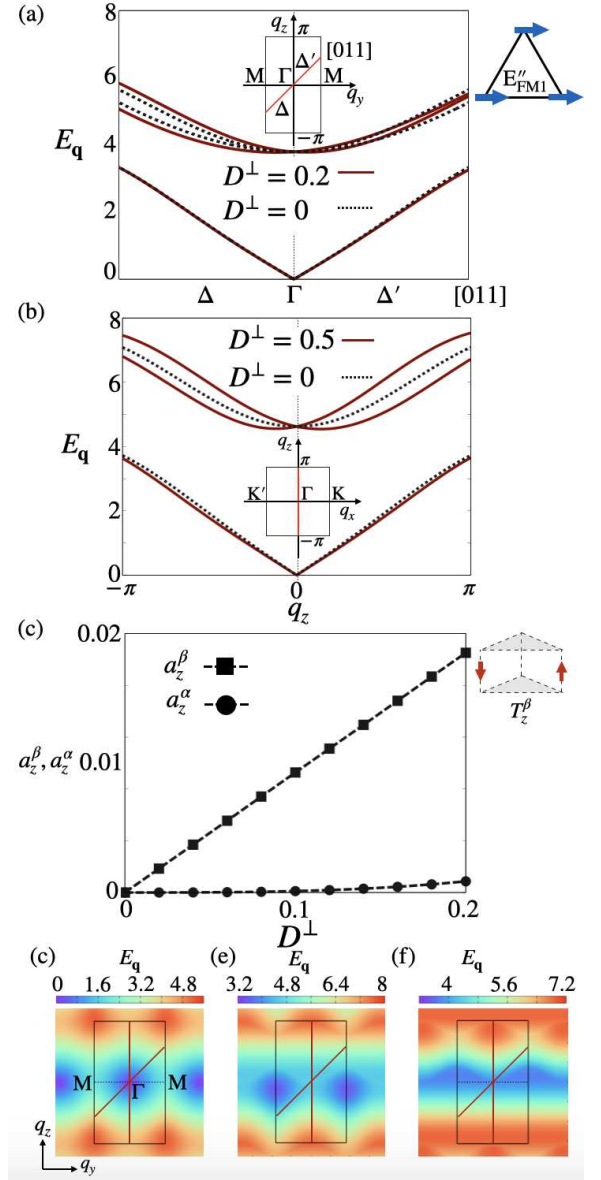 (a)
8
6
4
2
0
E_q
q_z π
[011]
Δ′
M Γ M
q_y
Δ
−π
D^⊥ = 0.2
D^⊥ = 0
Δ Γ Δ′ [011]
E″_FM1
(b)
8
6
4
2
0
E_q
D^⊥ = 0.5
D^⊥ = 0
q_z
π
K′ Γ K
q_x
−π
−π 0 π
q_z
(c)
0.02
a_z^β
a_z^α
a_z^β, a_z^α 0.01
0
0 0.1 0.2
D^⊥
T_z^β
(c) E_q (e) E_q (f) E_q
0 1.6 3.2 4.8 3.2 4.8 6.4 8 4 5.6 7.2
M Γ M
q_z
q_y